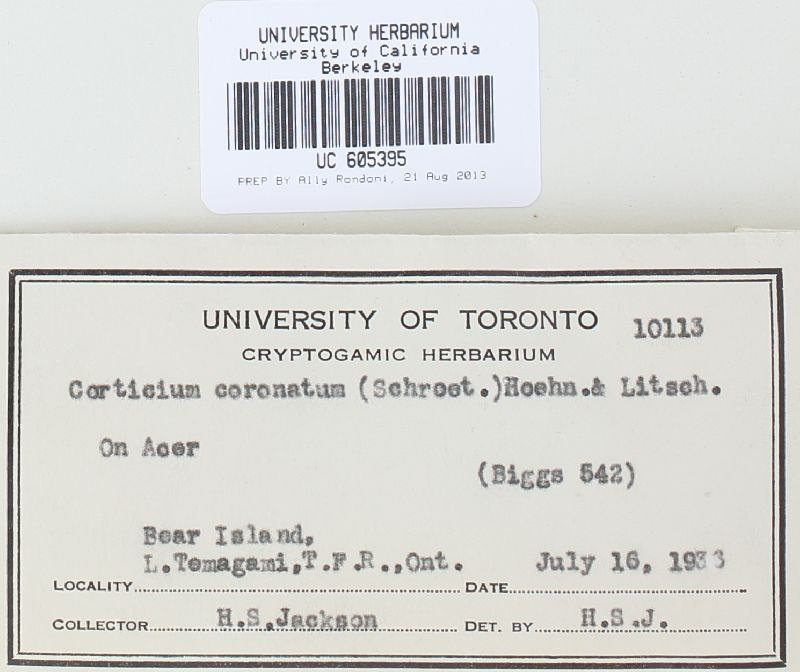 UNIVERSITY HERBARIUM
University of California
Berkeley
UC 605395
PREP BY Ally Rondoni, 21 Aug 2013
UNIVERSITY OF TORONTO 10113
CRYPTOGAMIC HERBARIUM
Corticium coronatum (Schroet.)Hoehn.& Litsch.
On Acer
(Biggs 542)
Bear Island,
L.Temagami,T.F.R.,Ont. July 16, 1933
LOCALITY DATE
COLLECTOR H.S.Jackson DET. BY H.S.J.